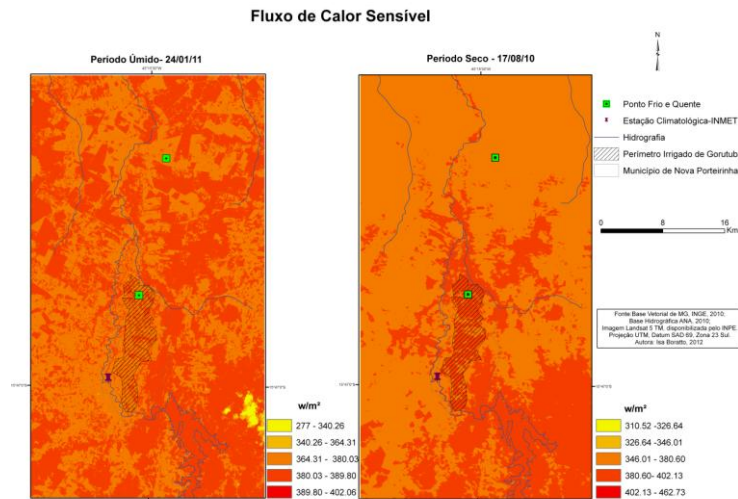 Fluxo de Calor Sensível
Periodo Úmido- 24/01/11
Periodo Seco - 17/08/10
N
Ponto Frio e Quente
Estação Climatológica-INMET
Hidrografia
Perímetro Irrigado de Gorutub
Município de Nova Porteirinha
0 8 16
Km
Fonte Base Vetorial de MG, INGE, 2010;
Base Hidrográfica ANA, 2010;
Imagem Landsat 5 TM, disponibilizada pelo INPE.
Projeção UTM, Datum SAD 69, Zona 23 Sul.
Autora: Isa Boratto, 2012
w/m²
277 - 340.26
340.26 - 364.31
364.31 - 380.03
380.03 - 389.80
389.80 - 402.06
w/m²
310.52 -326.64
326.64 -346.01
346.01 - 380.60
380.60- 402.13
402.13 - 462.73